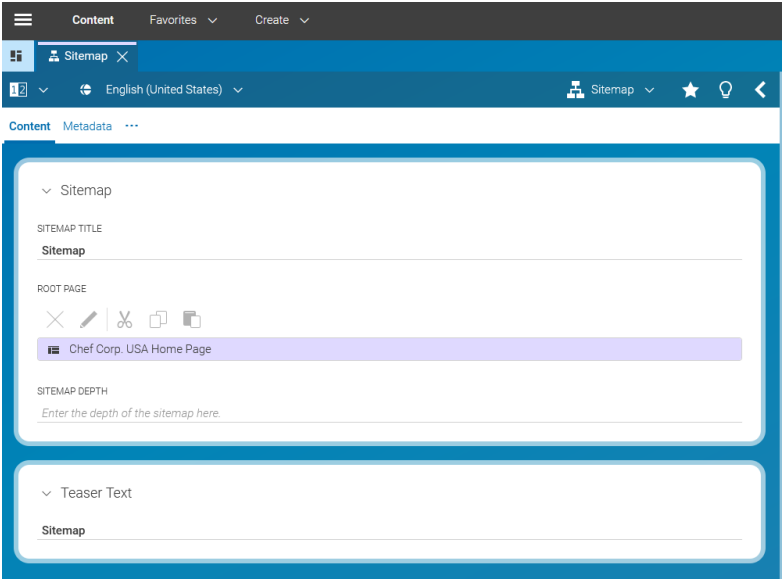 Content Favorites Create
Sitemap
12 English (United States) Sitemap
Content Metadata ...
Sitemap
SITEMAP TITLE
Sitemap
ROOT PAGE
Chef Corp. USA Home Page
SITEMAP DEPTH
Enter the depth of the sitemap here.
Teaser Text
Sitemap